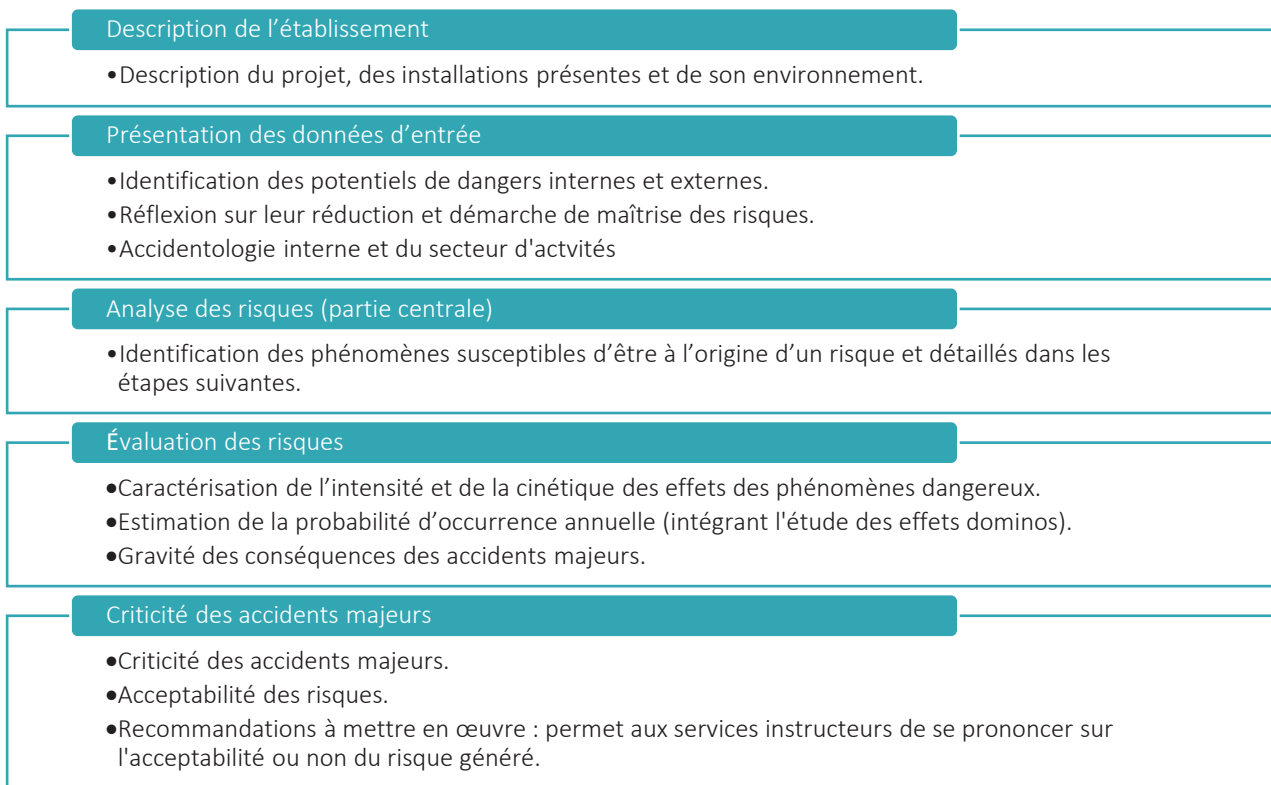 Description de l’établissement
•Description du projet, des installations présentes et de son environnement.
Présentation des données d’entrée
•Identification des potentiels de dangers internes et externes.
•Réflexion sur leur réduction et démarche de maîtrise des risques.
•Accidentologie interne et du secteur d'actvités
Analyse des risques (partie centrale)
•Identification des phénomènes susceptibles d’être à l’origine d’un risque et détaillés dans les
étapes suivantes.
Évaluation des risques
•Caractérisation de l’intensité et de la cinétique des effets des phénomènes dangereux.
•Estimation de la probabilité d’occurrence annuelle (intégrant l'étude des effets dominos).
•Gravité des conséquences des accidents majeurs.
Criticité des accidents majeurs
•Criticité des accidents majeurs.
•Acceptabilité des risques.
•Recommandations à mettre en œuvre : permet aux services instructeurs de se prononcer sur
l'acceptabilité ou non du risque généré.